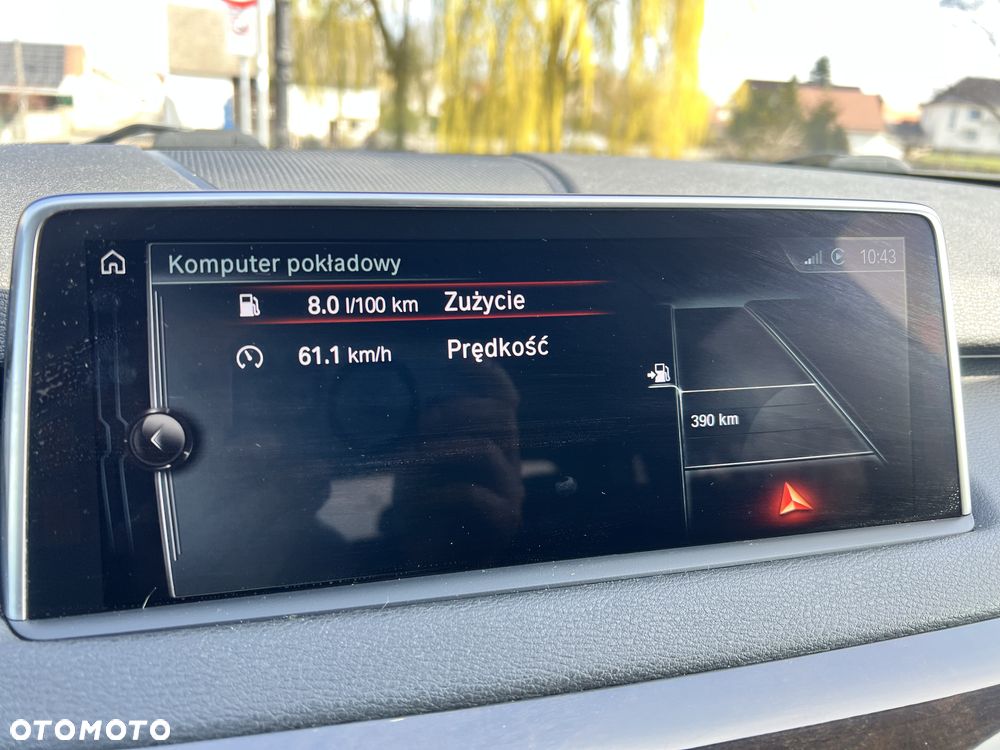 Komputer pokładowy
10:43
8.0 l/100 km Zużycie
61.1 km/h Prędkość
390 km
OTOMOTO